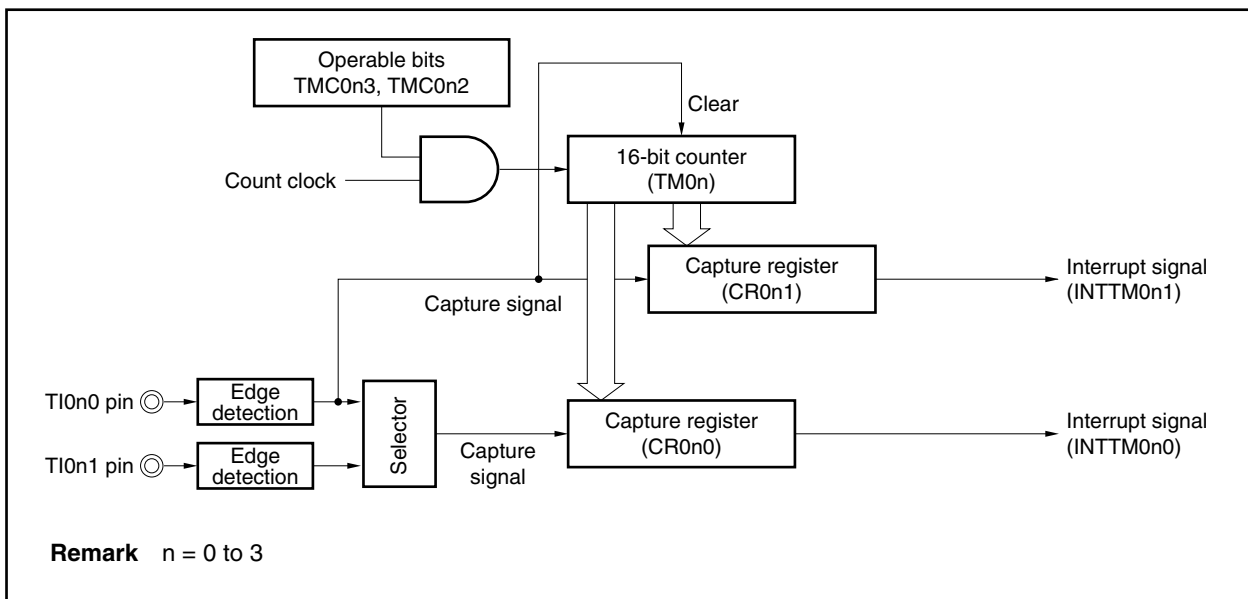 Operable bits
TMC0n3, TMC0n2
Clear
16-bit counter
(TM0n)
Count clock
Capture register
(CR0n1)
Interrupt signal
(INTTM0n1)
Capture signal
TI0n0 pin
Edge
detection
Selector
Capture register
(CR0n0)
Interrupt signal
(INTTM0n0)
TI0n1 pin
Edge
detection
Capture
signal
Remark n = 0 to 3